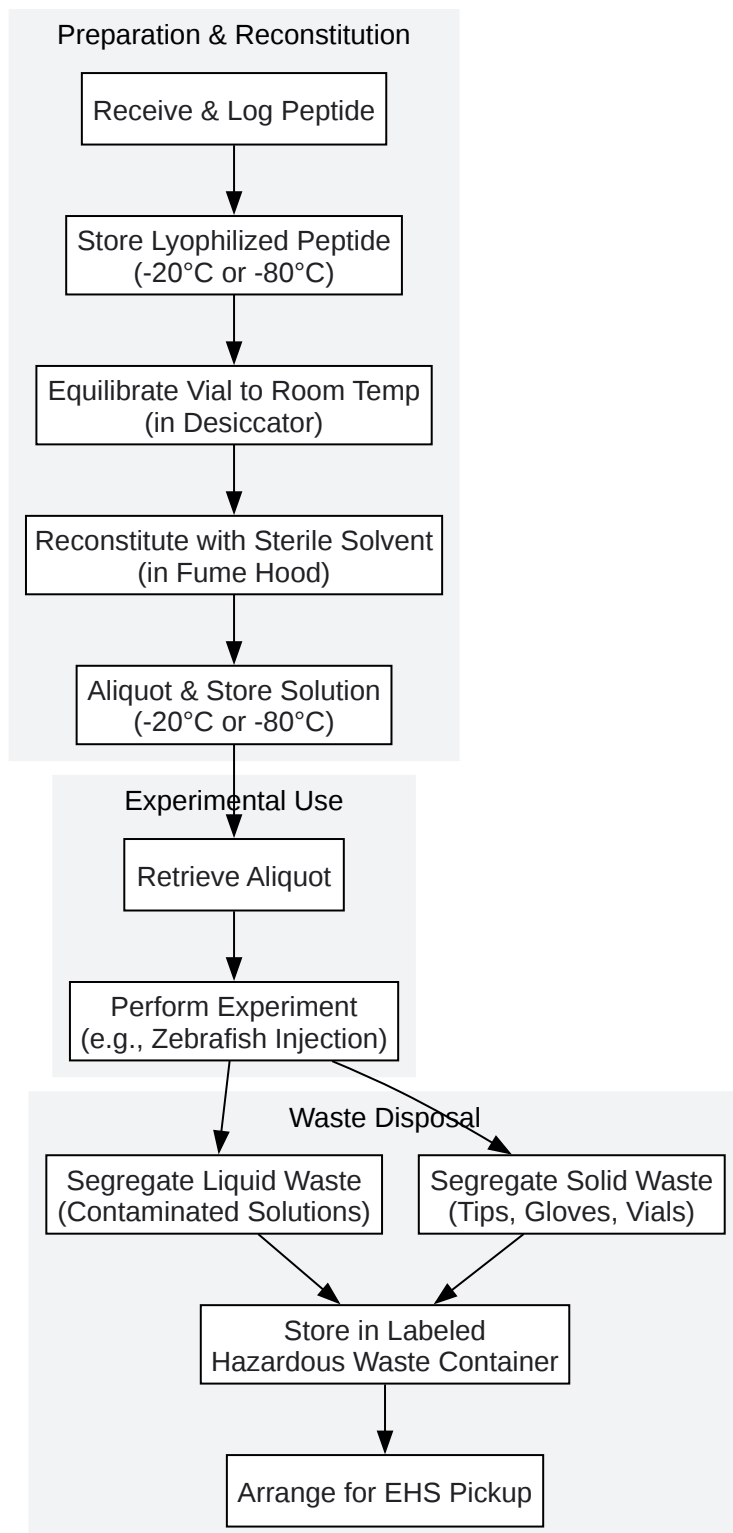 Preparation & Reconstitution
Receive & Log Peptide
Store Lyophilized Peptide
(-20°C or -80°C)
Equilibrate Vial to Room Temp
(in Desiccator)
Reconstitute with Sterile Solvent
(in Fume Hood)
Aliquot & Store Solution
(-20°C or -80°C)
Experimental Use
Retrieve Aliquot
Perform Experiment
(e.g., Zebrafish Injection)
Waste Disposal
Segregate Liquid Waste
(Contaminated Solutions)
Segregate Solid Waste
(Tips, Gloves, Vials)
Store in Labeled
Hazardous Waste Container
Arrange for EHS Pickup